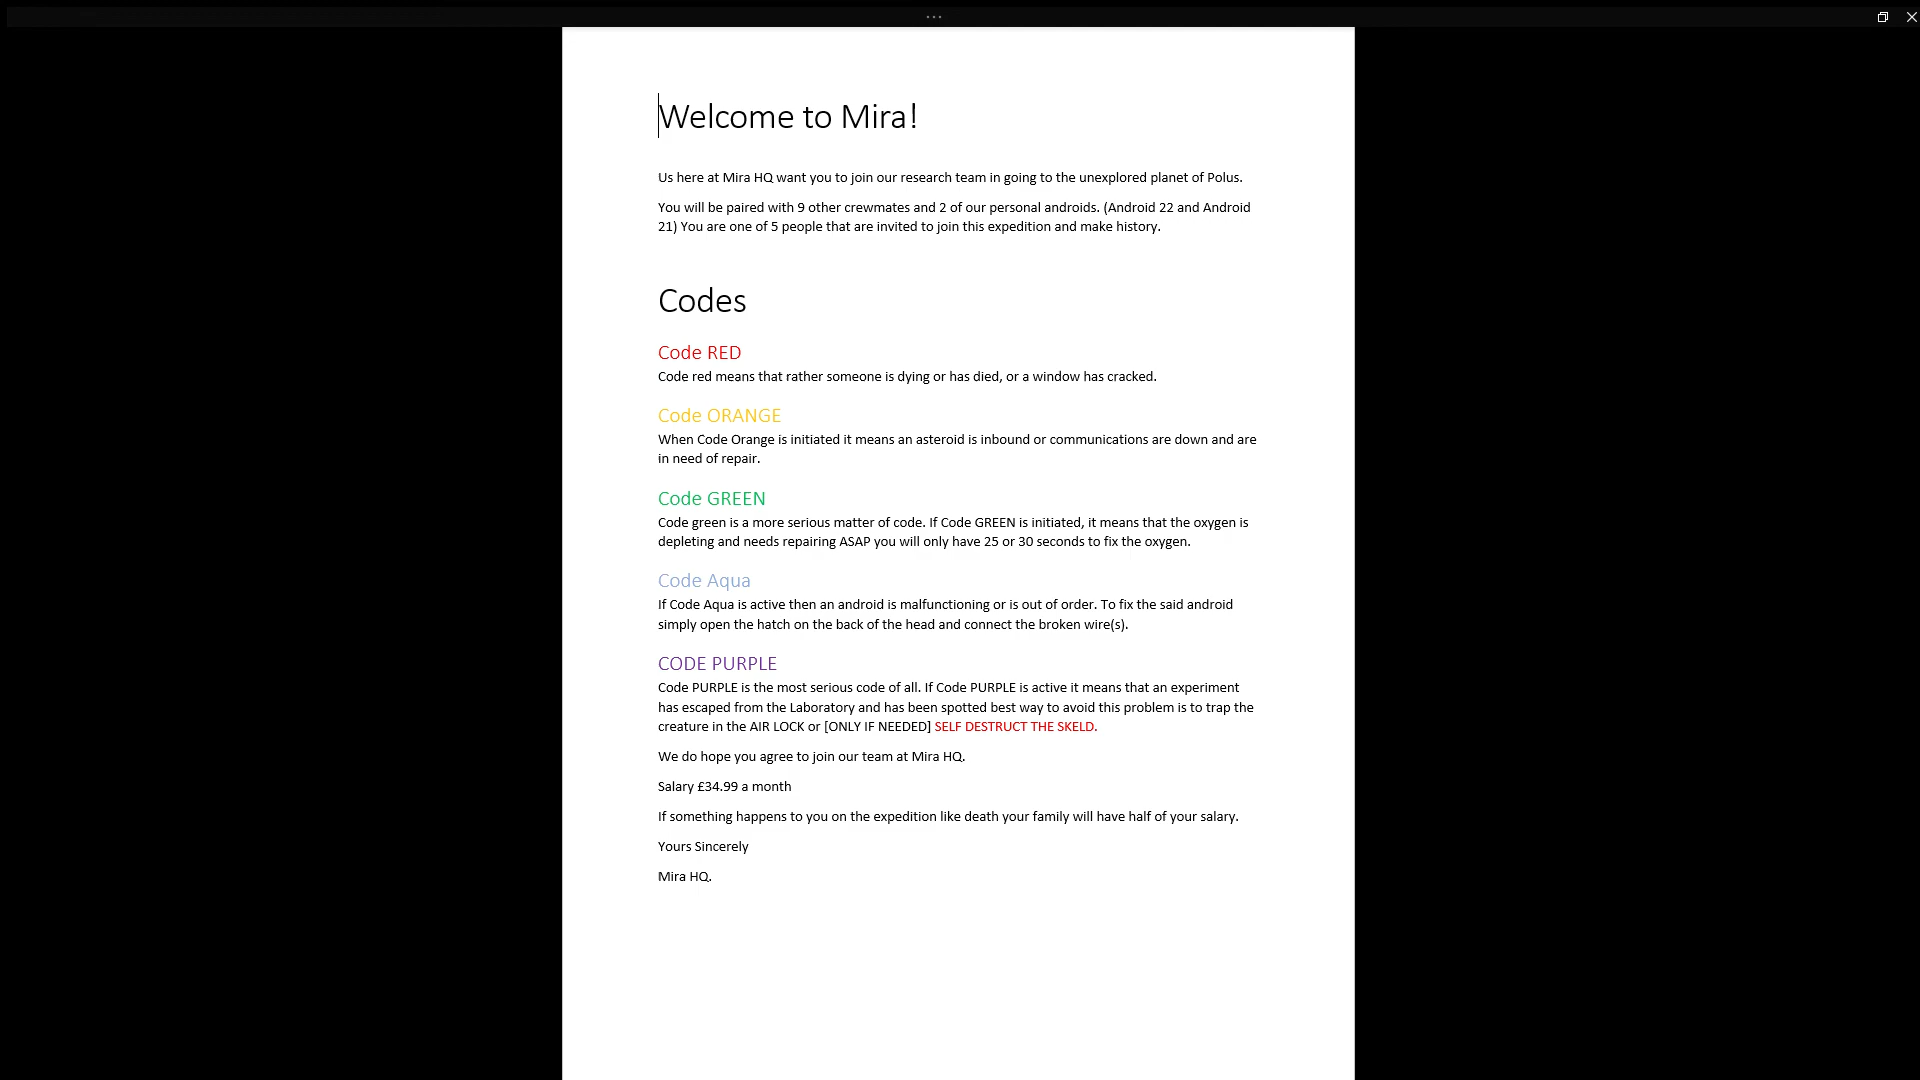 Welcome to Mira!
Us here at Mira HQ want you to join our research team in going to the unexplored planet of Polus.
You will be paired with 9 other crewmates and 2 of our personal androids. (Android 22 and Android
21) You are one of 5 people that are invited to join this expedition and make history.
Codes
Code RED
Code red means that rather someone is dying or has died, or a window has cracked.
Code ORANGE
When Code Orange is initiated it means an asteroid is inbound or communications are down and are
in need of repair.
Code GREEN
Code green is a more serious matter of code. If Code GREEN is initiated, it means that the oxygen is
depleting and needs repairing ASAP you will only have 25 or 30 seconds to fix the oxygen.
Code Aqua
If Code Aqua is active then an android is malfunctioning or is out of order. To fix the said android
simply open the hatch on the back of the head and connect the broken wire(s).
CODE PURPLE
Code PURPLE is the most serious code of all. If Code PURPLE is active it means that an experiment
has escaped from the Laboratory and has been spotted best way to avoid this problem is to trap the
creature in the AIR LOCK or [ONLY IF NEEDED] SELF DESTRUCT THE SKELD.
We do hope you agree to join our team at Mira HQ.
Salary £34.99 a month
If something happens to you on the expedition like death your family will have half of your salary.
Yours Sincerely
Mira HQ.